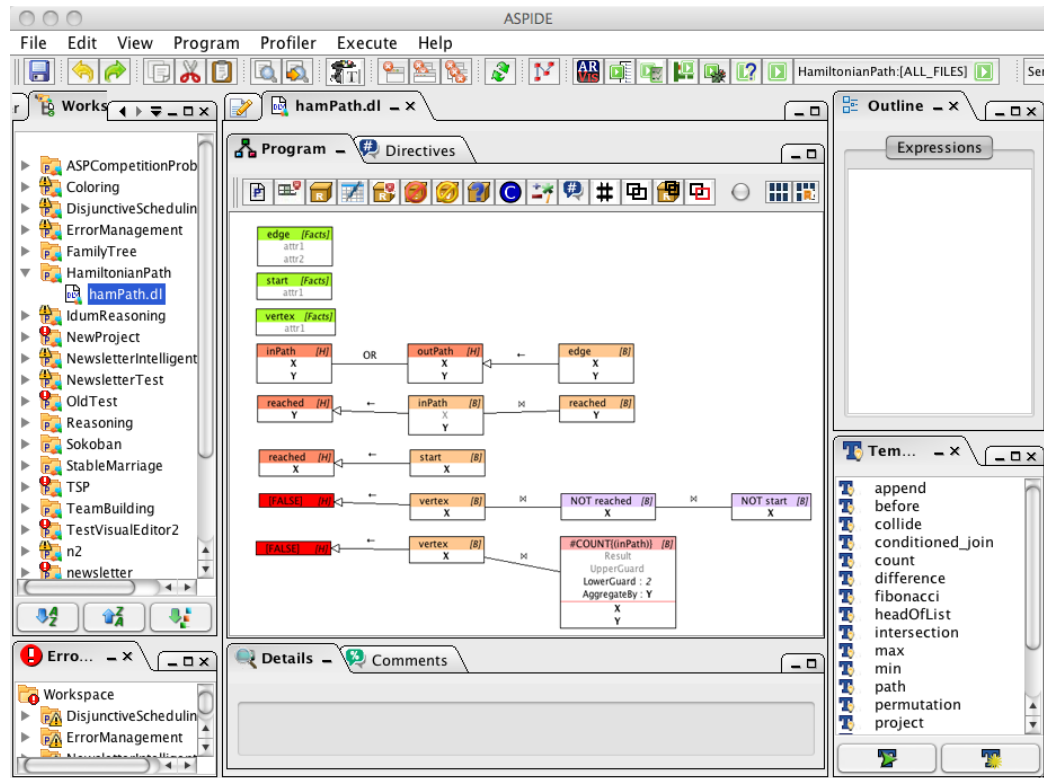 ASPIDE
File Edit View Program Profiler Execute Help
AR
VIS
HamiltonianPath:[ALL_FILES]
Ser
r Works
ASPCompetitionProb
Coloring
DisjunctiveSchedulin
ErrorManagement
FamilyTree
HamiltonianPath
hamPath.dl
IdumReasoning
NewProject
NewsletterIntelligent
NewsletterTest
OldTest
Reasoning
Sokoban
StableMarriage
TSP
TeamBuilding
TestVisualEditor2
n2
newsletter
Erro...
Workspace
DisjunctiveSchedulin
ErrorManagement
NewsletterIntelligent
hamPath.dl
Program Directives
edge [Facts]
attr1
attr2
start [Facts]
attr1
vertex [Facts]
attr1
inPath [H] OR outPath [H] ← edge [B]
X X X
Y Y Y
reached [H] ← inPath [B] ⋈ reached [B]
Y X Y
Y
reached [H] ← start [B]
X X
[FALSE] [H] ← vertex [B] ⋈ NOT reached [B] ⋈ NOT start [B]
X X X
[FALSE] [H] ← vertex [B] ⋈ #COUNT{(inPath)} [B]
X Result
UpperGuard
LowerGuard : 2
AggregateBy : Y
X
Y
Details Comments
Outline
Expressions
Tem...
append
before
collide
conditioned_join
count
difference
fibonacci
headOfList
intersection
max
min
path
permutation
project